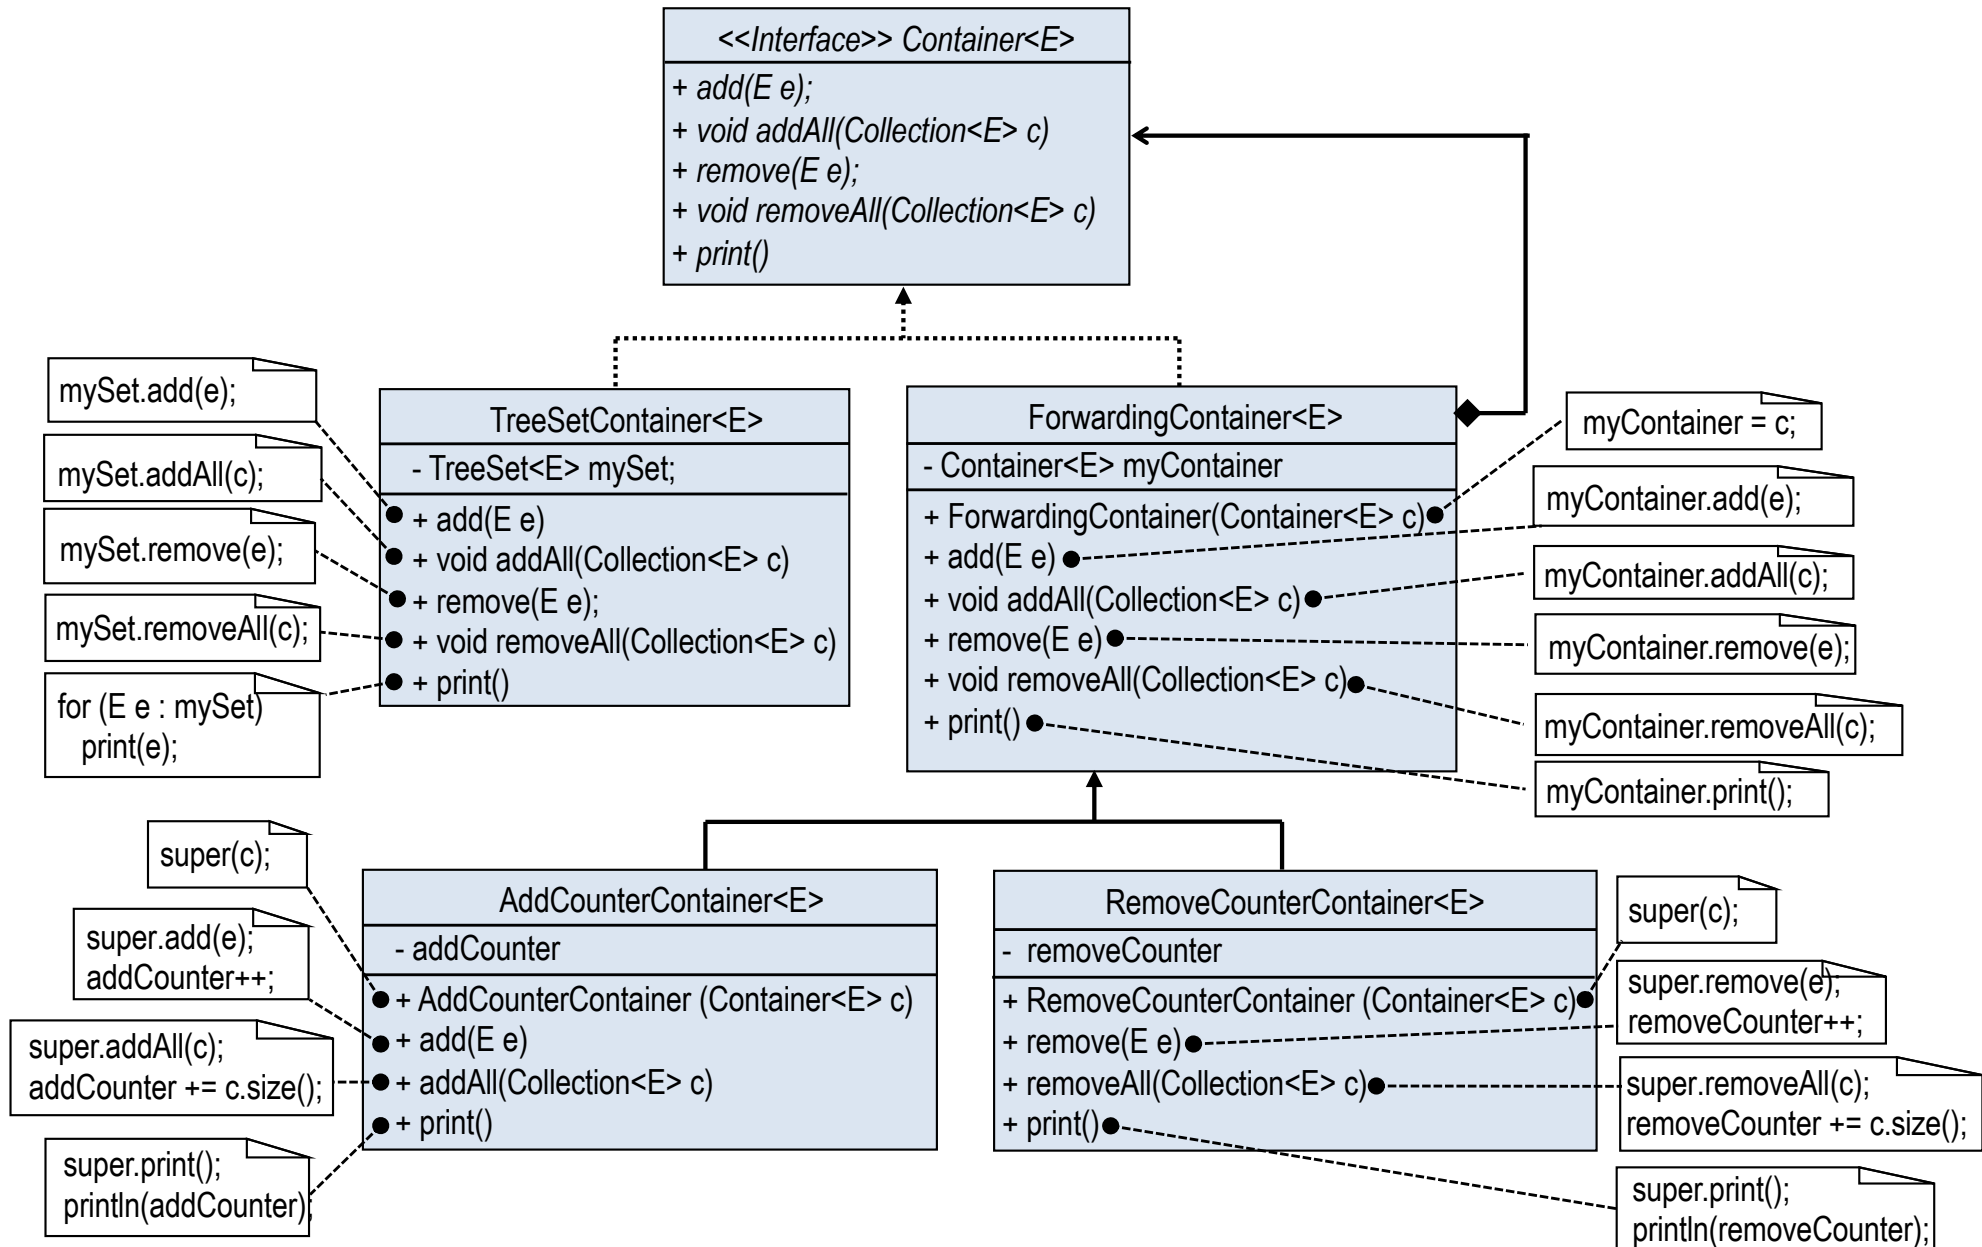 <<Interface>> Container<E>
+ add(E e);
+ void addAll(Collection<E> c)
+ remove(E e);
+ void removeAll(Collection<E> c)
+ print()
mySet.add(e);
mySet.addAll(c);
mySet.remove(e);
mySet.removeAll(c);
for (E e : mySet)
print(e);
TreeSetContainer<E>
- TreeSet<E> mySet;
+ add(E e)
+ void addAll(Collection<E> c)
+ remove(E e);
+ void removeAll(Collection<E> c)
+ print()
ForwardingContainer<E>
- Container<E> myContainer
+ ForwardingContainer(Container<E> c)
+ add(E e)
+ void addAll(Collection<E> c)
+ remove(E e)
+ void removeAll(Collection<E> c)
+ print()
myContainer = c;
myContainer.add(e);
myContainer.addAll(c);
myContainer.remove(e);
myContainer.removeAll(c);
myContainer.print();
super(c);
super.add(e);
addCounter++;
super.addAll(c);
addCounter += c.size();
super.print();
println(addCounter);
AddCounterContainer<E>
- addCounter
+ AddCounterContainer (Container<E> c)
+ add(E e)
+ addAll(Collection<E> c)
+ print()
RemoveCounterContainer<E>
- removeCounter
+ RemoveCounterContainer (Container<E> c)
+ remove(E e)
+ removeAll(Collection<E> c)
+ print()
super(c);
super.remove(e);
removeCounter++;
super.removeAll(c);
removeCounter += c.size();
super.print();
println(removeCounter);